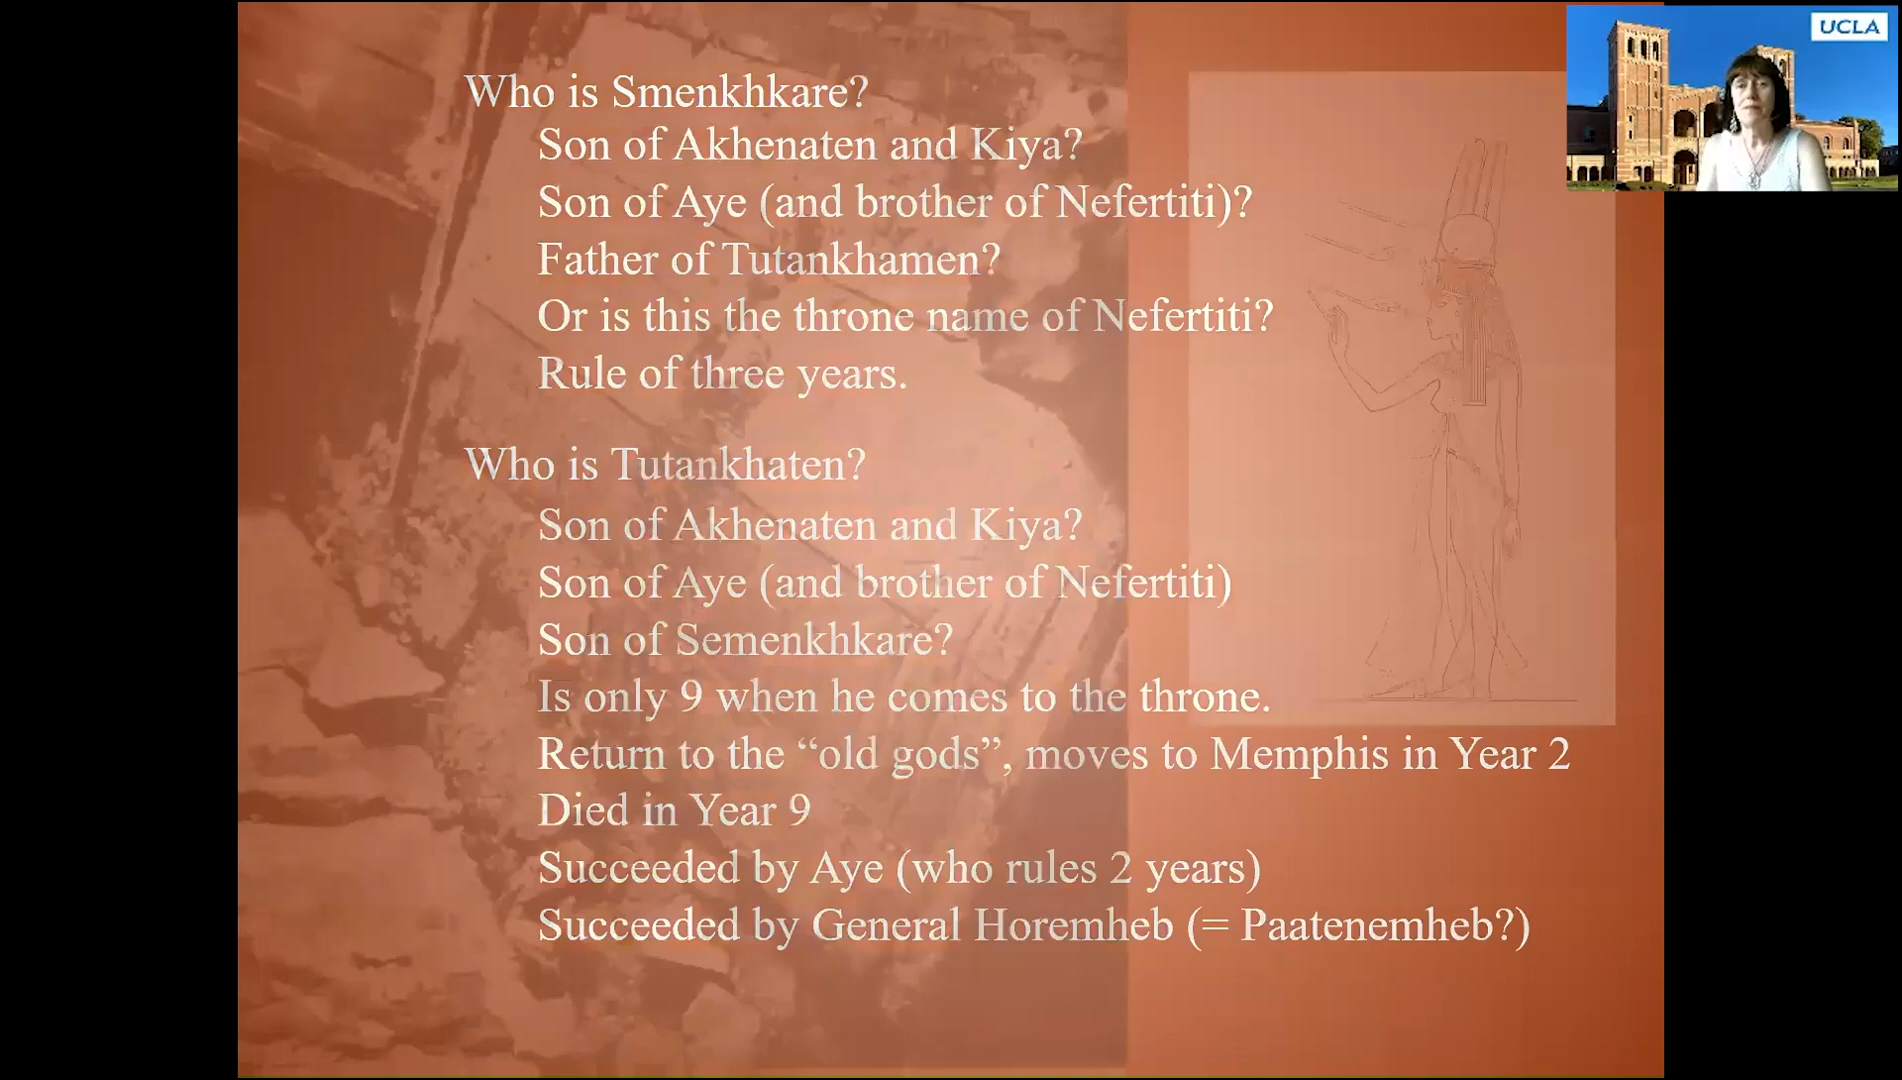 Who is Smenkhkare?
Son of Akhenaten and Kiya?
Son of Aye (and brother of Nefertiti)?
Father of Tutankhamen?
Or is this the throne name of Nefertiti?
Rule of three years.
Who is Tutankhaten?
Son of Akhenaten and Kiya?
Son of Aye (and brother of Nefertiti)
Son of Semenkhkare?
Is only 9 when he comes to the throne.
Return to the “old gods”, moves to Memphis in Year 2
Died in Year 9
Succeeded by Aye (who rules 2 years)
Succeeded by General Horemheb (= Paatenemheb?)
UCLA